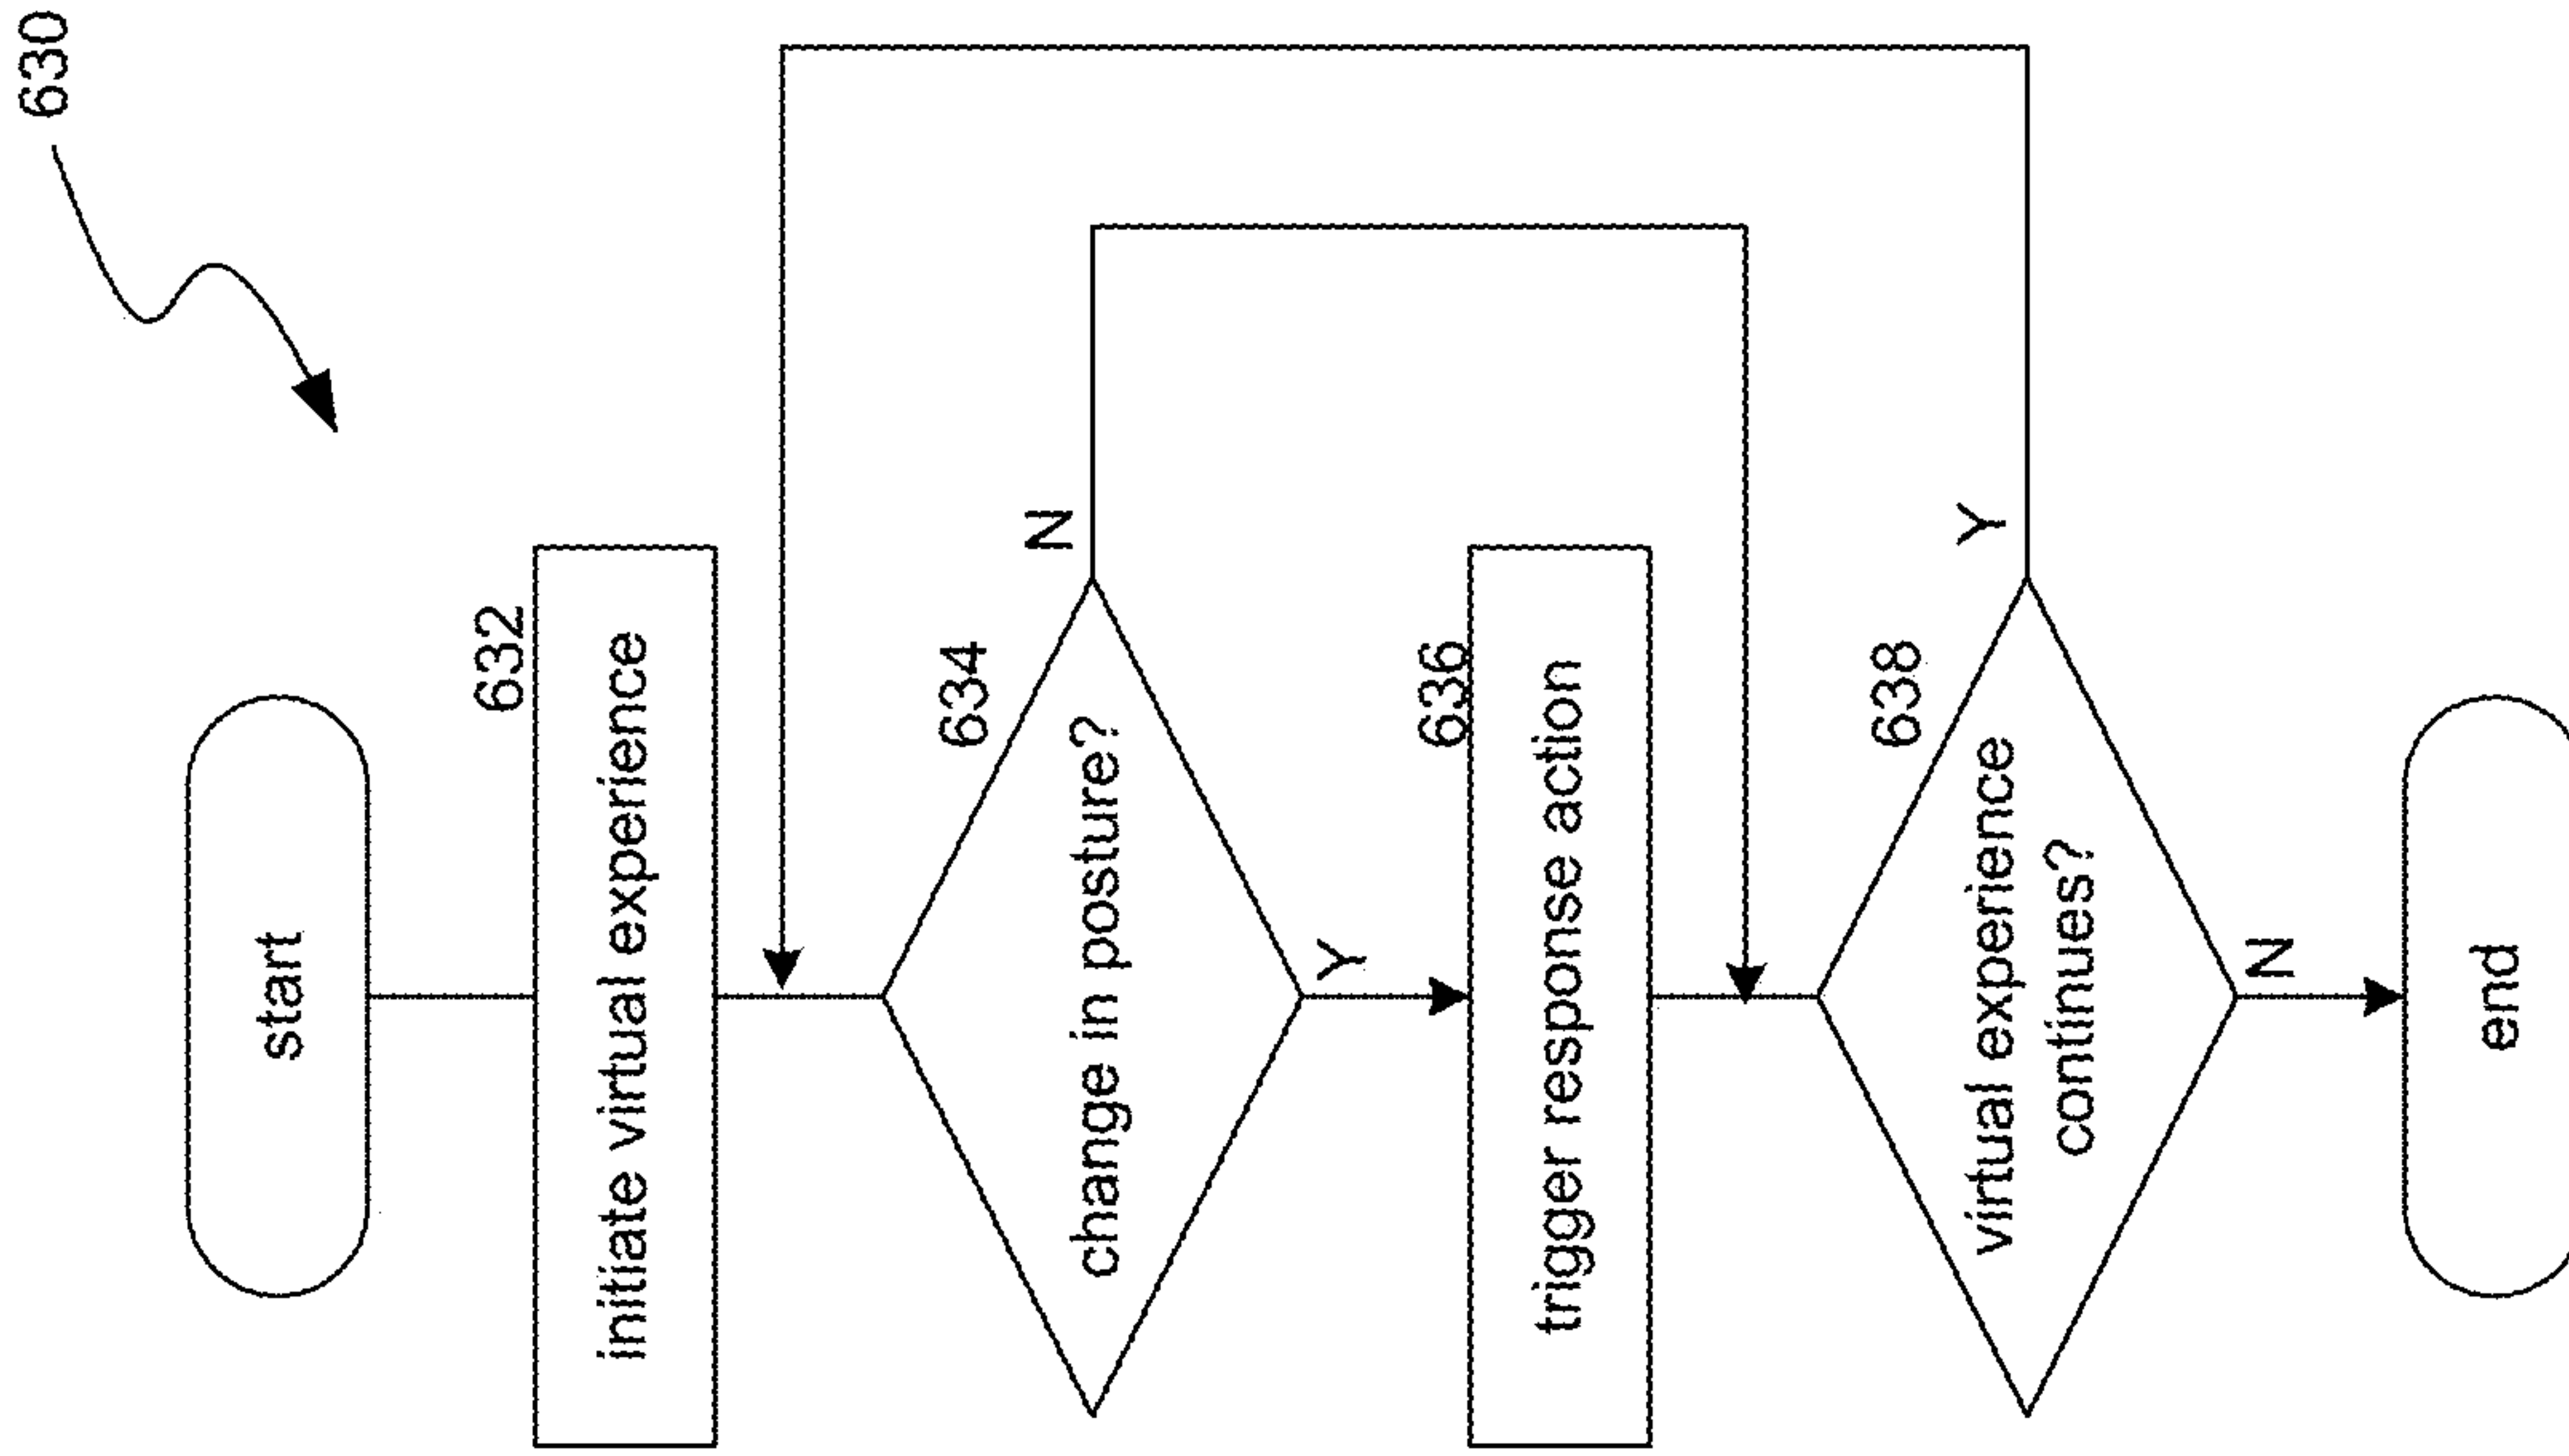 630
start
632
initiate virtual experience
634
change in posture?
N
Y
636
trigger response action
638
virtual experience
continues?
Y
N
end